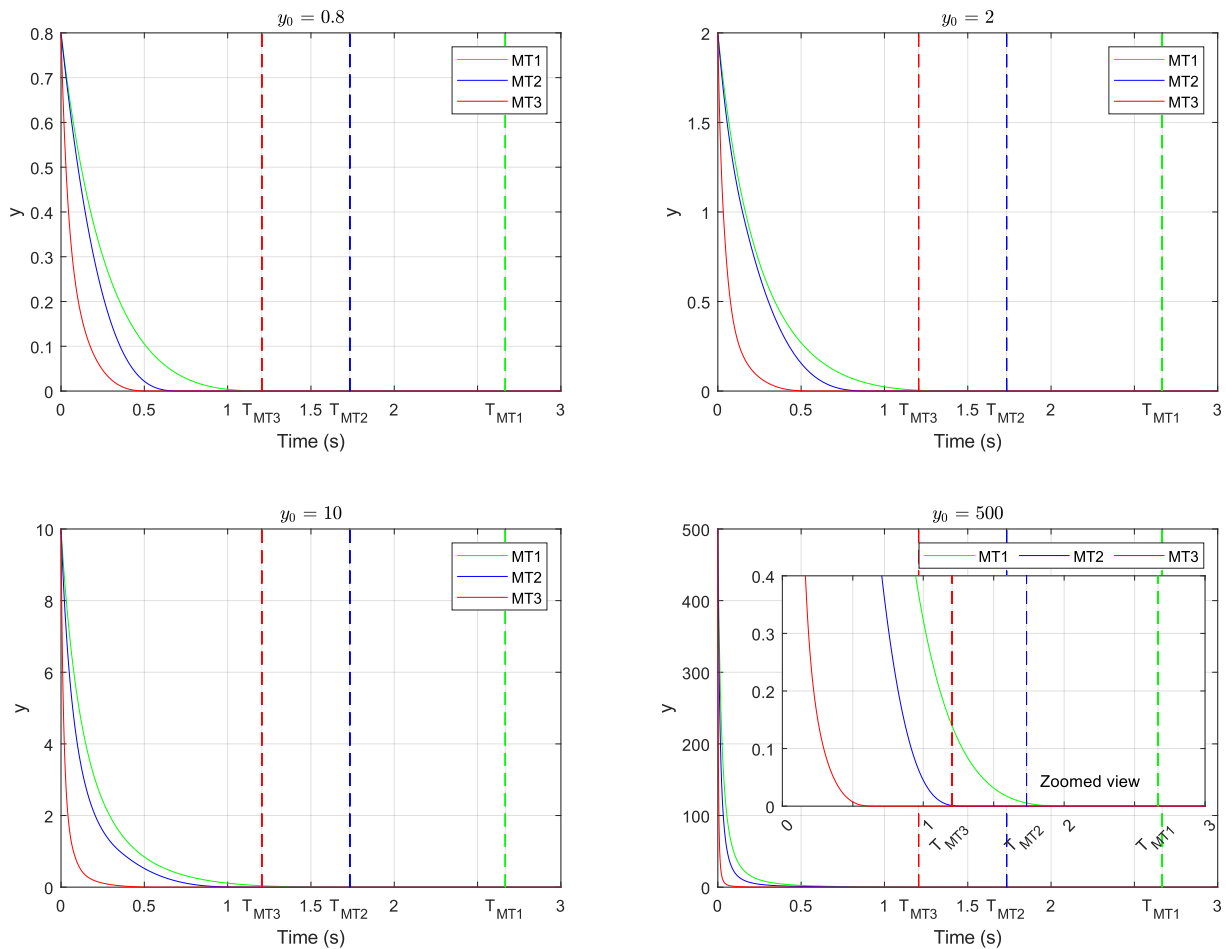 y₀ = 0.8
0.8
0.7
0.6
0.5
0.4
0.3
0.2
0.1
0
y
MT1
MT2
MT3
0 0.5 1 T_MT3 1.5 T_MT2 2 T_MT1 3
Time (s)
y₀ = 2
2
1.5
1
0.5
0
y
MT1
MT2
MT3
0 0.5 1 T_MT3 1.5 T_MT2 2 T_MT1 3
Time (s)
y₀ = 10
10
8
6
4
2
0
y
MT1
MT2
MT3
0 0.5 1 T_MT3 1.5 T_MT2 2 T_MT1 3
Time (s)
y₀ = 500
500
400
300
200
100
0
y
MT1 MT2 MT3
0.4
0.3
0.2
0.1
0
Zoomed view
0 1 T_MT3 T_MT2 2 T_MT1 3
0 0.5 1 T_MT3 1.5 T_MT2 2 T_MT1 3
Time (s)